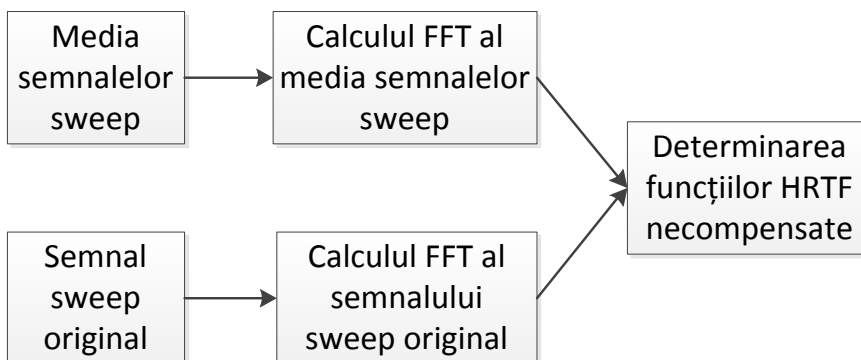 Media
semnalelor
sweep
Calculul FFT al
media semnalelor
sweep
Determinarea
funcțiilor HRTF
necompensate
Semnal
sweep
original
Calculul FFT al
semnalului
sweep original